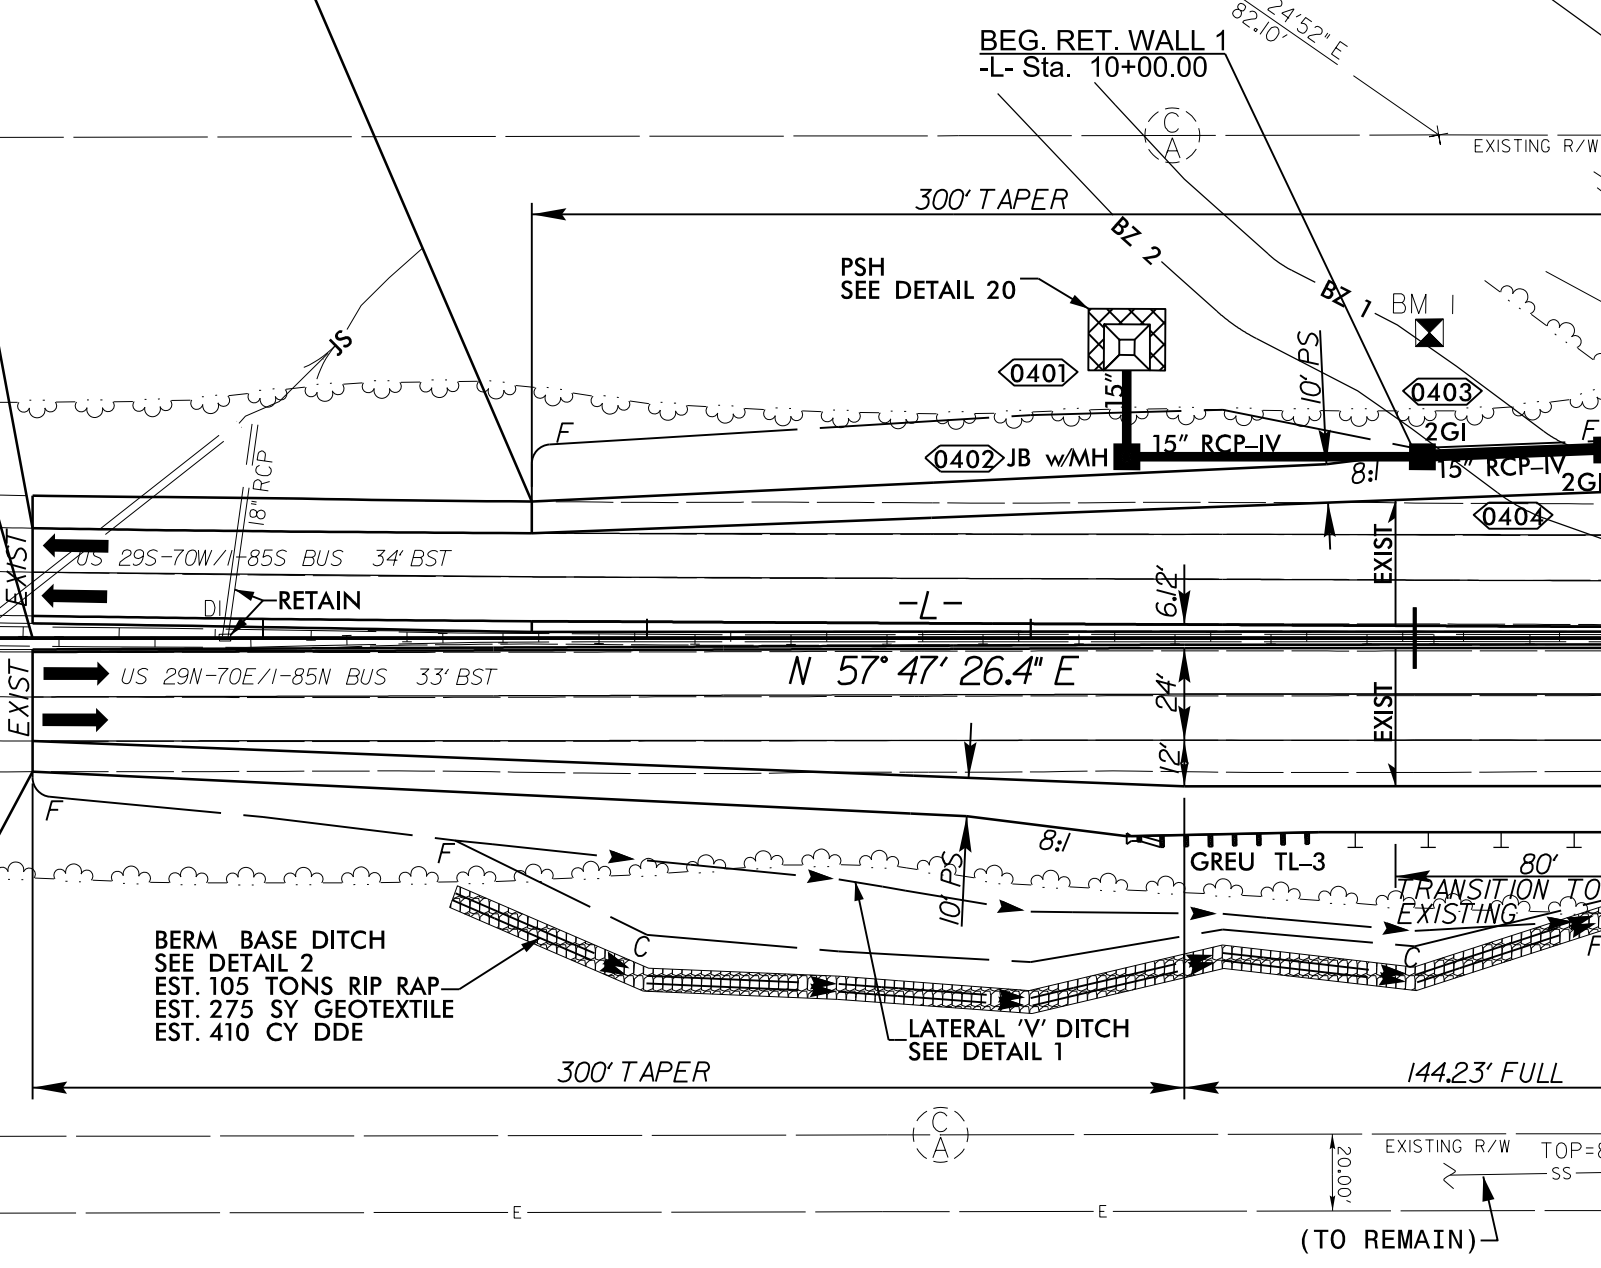 24'52" E
82.10'
BEG. RET. WALL 1
-L- Sta. 10+00.00
C
A
EXISTING R/W
300' TAPER
BZ 2
PSH
SEE DETAIL 20
BZ 1
BM 1
JS
0401
15"
10' PS
0403
F
2GI
F
0402
JB w/MH
15" RCP-IV
8:1
15" RCP-IV
2GI
18" RCP
0404
EXIST
US 29S-70W/I-85S BUS 34' BST
EXIST
DI
RETAIN
-L-
6.12'
EXIST
US 29N-70E/I-85N BUS 33' BST
N 57° 47' 26.4" E
24'
EXIST
12'
F
F
8:1
10' PS
GREU TL-3
80'
TRANSITION TO
EXISTING
BERM BASE DITCH
SEE DETAIL 2
EST. 105 TONS RIP RAP
EST. 275 SY GEOTEXTILE
EST. 410 CY DDE
C
C
F
LATERAL 'V' DITCH
SEE DETAIL 1
300' TAPER
144.23' FULL
C
A
EXISTING R/W
TOP=8
SS
20.00'
E
E
(TO REMAIN)